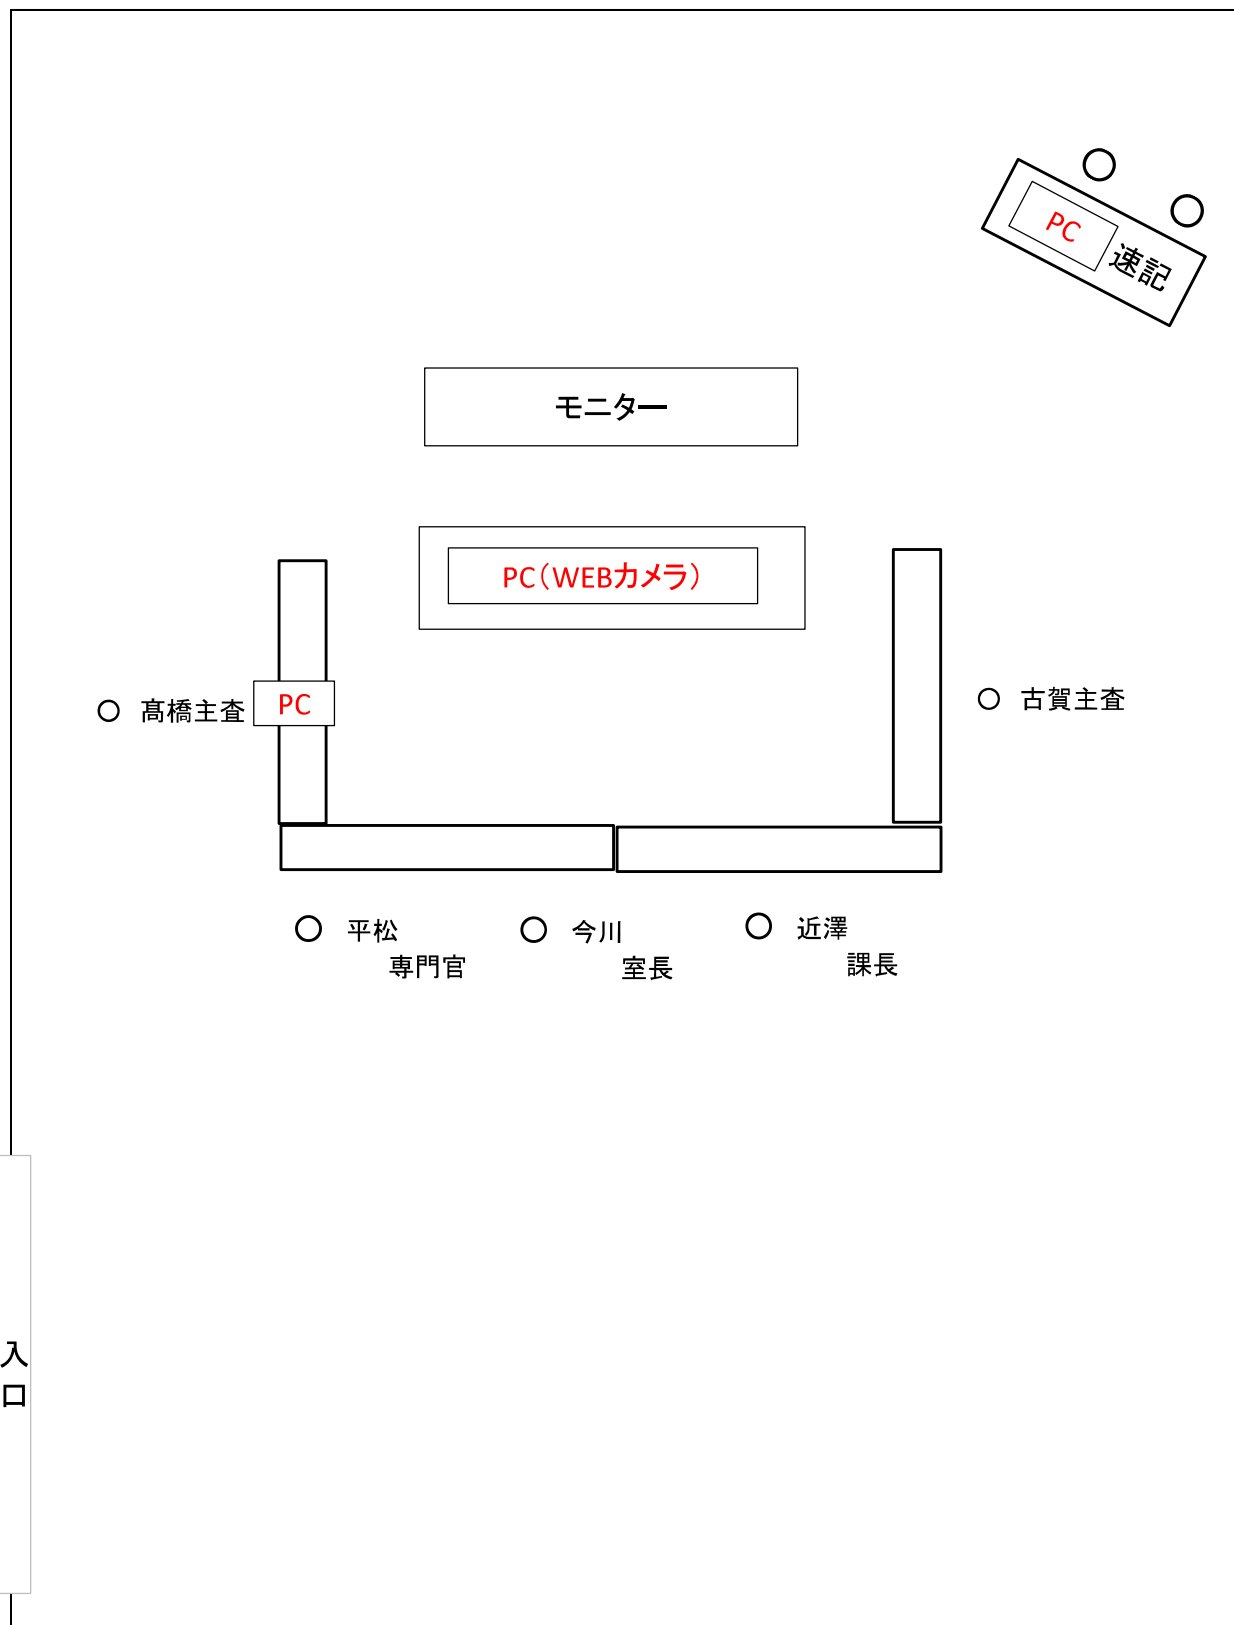 PC
速記
モニター
PC(WEBカメラ)
髙橋主査
PC
古賀主査
平松
専門官
今川
室長
近澤
課長
入
口